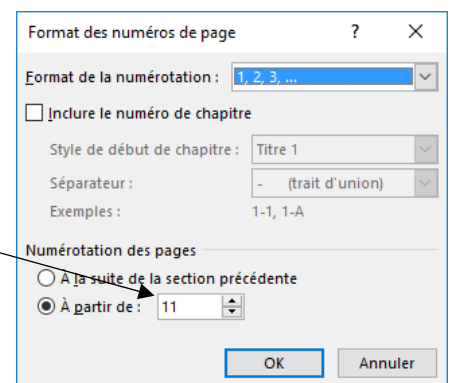 Format des numéros de page ? ×
Format de la numérotation : 1, 2, 3, ...
Inclure le numéro de chapitre
Style de début de chapitre : Titre 1
Séparateur : - (trait d'union)
Exemples : 1-1, 1-A
Numérotation des pages
À la suite de la section précédente
À partir de : 11
OK Annuler